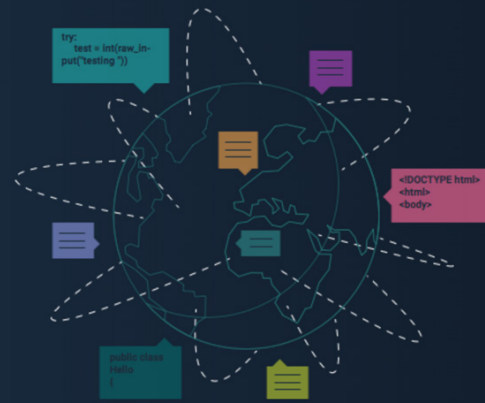 try:
test = int(raw_in-
put("testing "))
<!DOCTYPE html>
<html>
<body>
public class
Hello
{